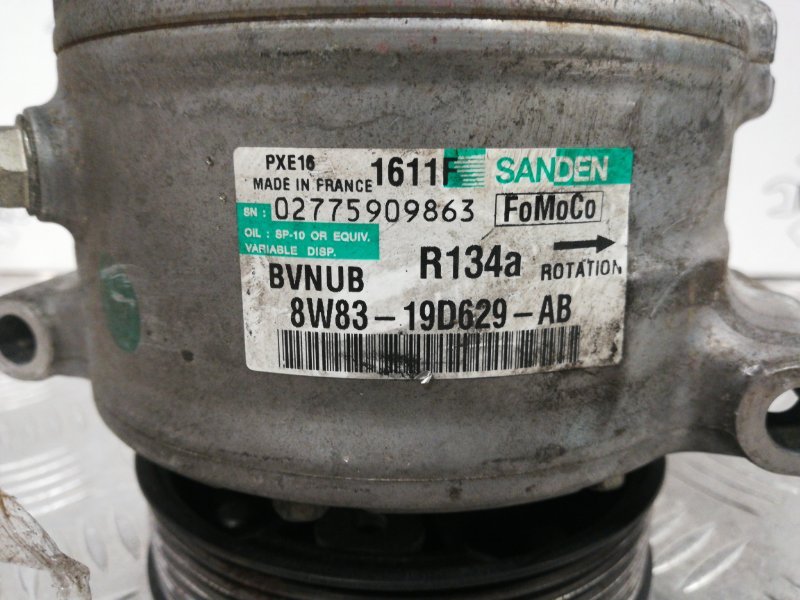 PXE16 1611F SANDEN
MADE IN FRANCE
SN : 02775909863 FoMoCo
OIL : SP-10 OR EQUIV.
VARIABLE DISP.
BVNUB R134a ROTATION
8W83-19D629-AB